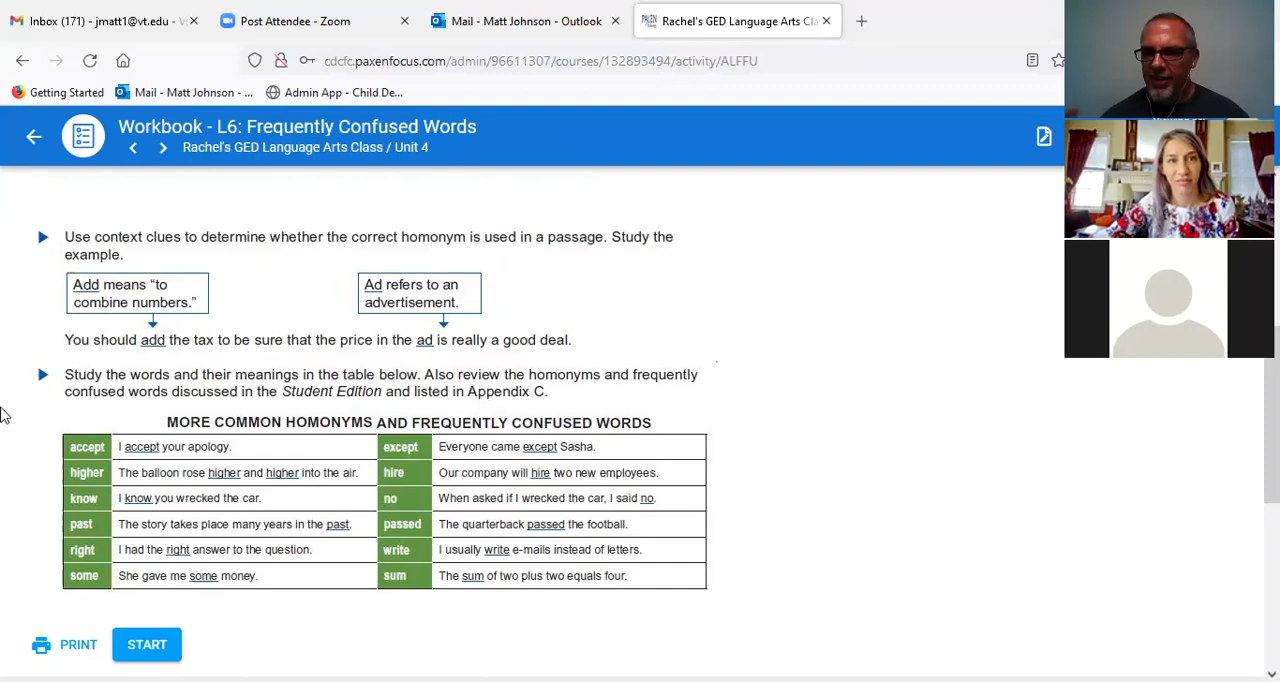 Inbox (171) - jmatt1@vt.edu - V
Post Attendee - Zoom
Mail - Matt Johnson - Outlook
Rachel's GED Language Arts Cla
cdcfc.paxenfocus.com/admin/96611307/courses/132893494/activity/ALFFU
Getting Started
Mail - Matt Johnson - ...
Admin App - Child De...
Workbook - L6: Frequently Confused Words
Rachel's GED Language Arts Class / Unit 4
Use context clues to determine whether the correct homonym is used in a passage. Study the
example.
Add means “to
combine numbers.”
Ad refers to an
advertisement.
You should add the tax to be sure that the price in the ad is really a good deal.
Study the words and their meanings in the table below. Also review the homonyms and frequently
confused words discussed in the Student Edition and listed in Appendix C.
MORE COMMON HOMONYMS AND FREQUENTLY CONFUSED WORDS
accept I accept your apology. except Everyone came except Sasha.
higher The balloon rose higher and higher into the air. hire Our company will hire two new employees.
know I know you wrecked the car. no When asked if I wrecked the car, I said no.
past The story takes place many years in the past. passed The quarterback passed the football.
right I had the right answer to the question. write I usually write e-mails instead of letters.
some She gave me some money. sum The sum of two plus two equals four.
PRINT
START